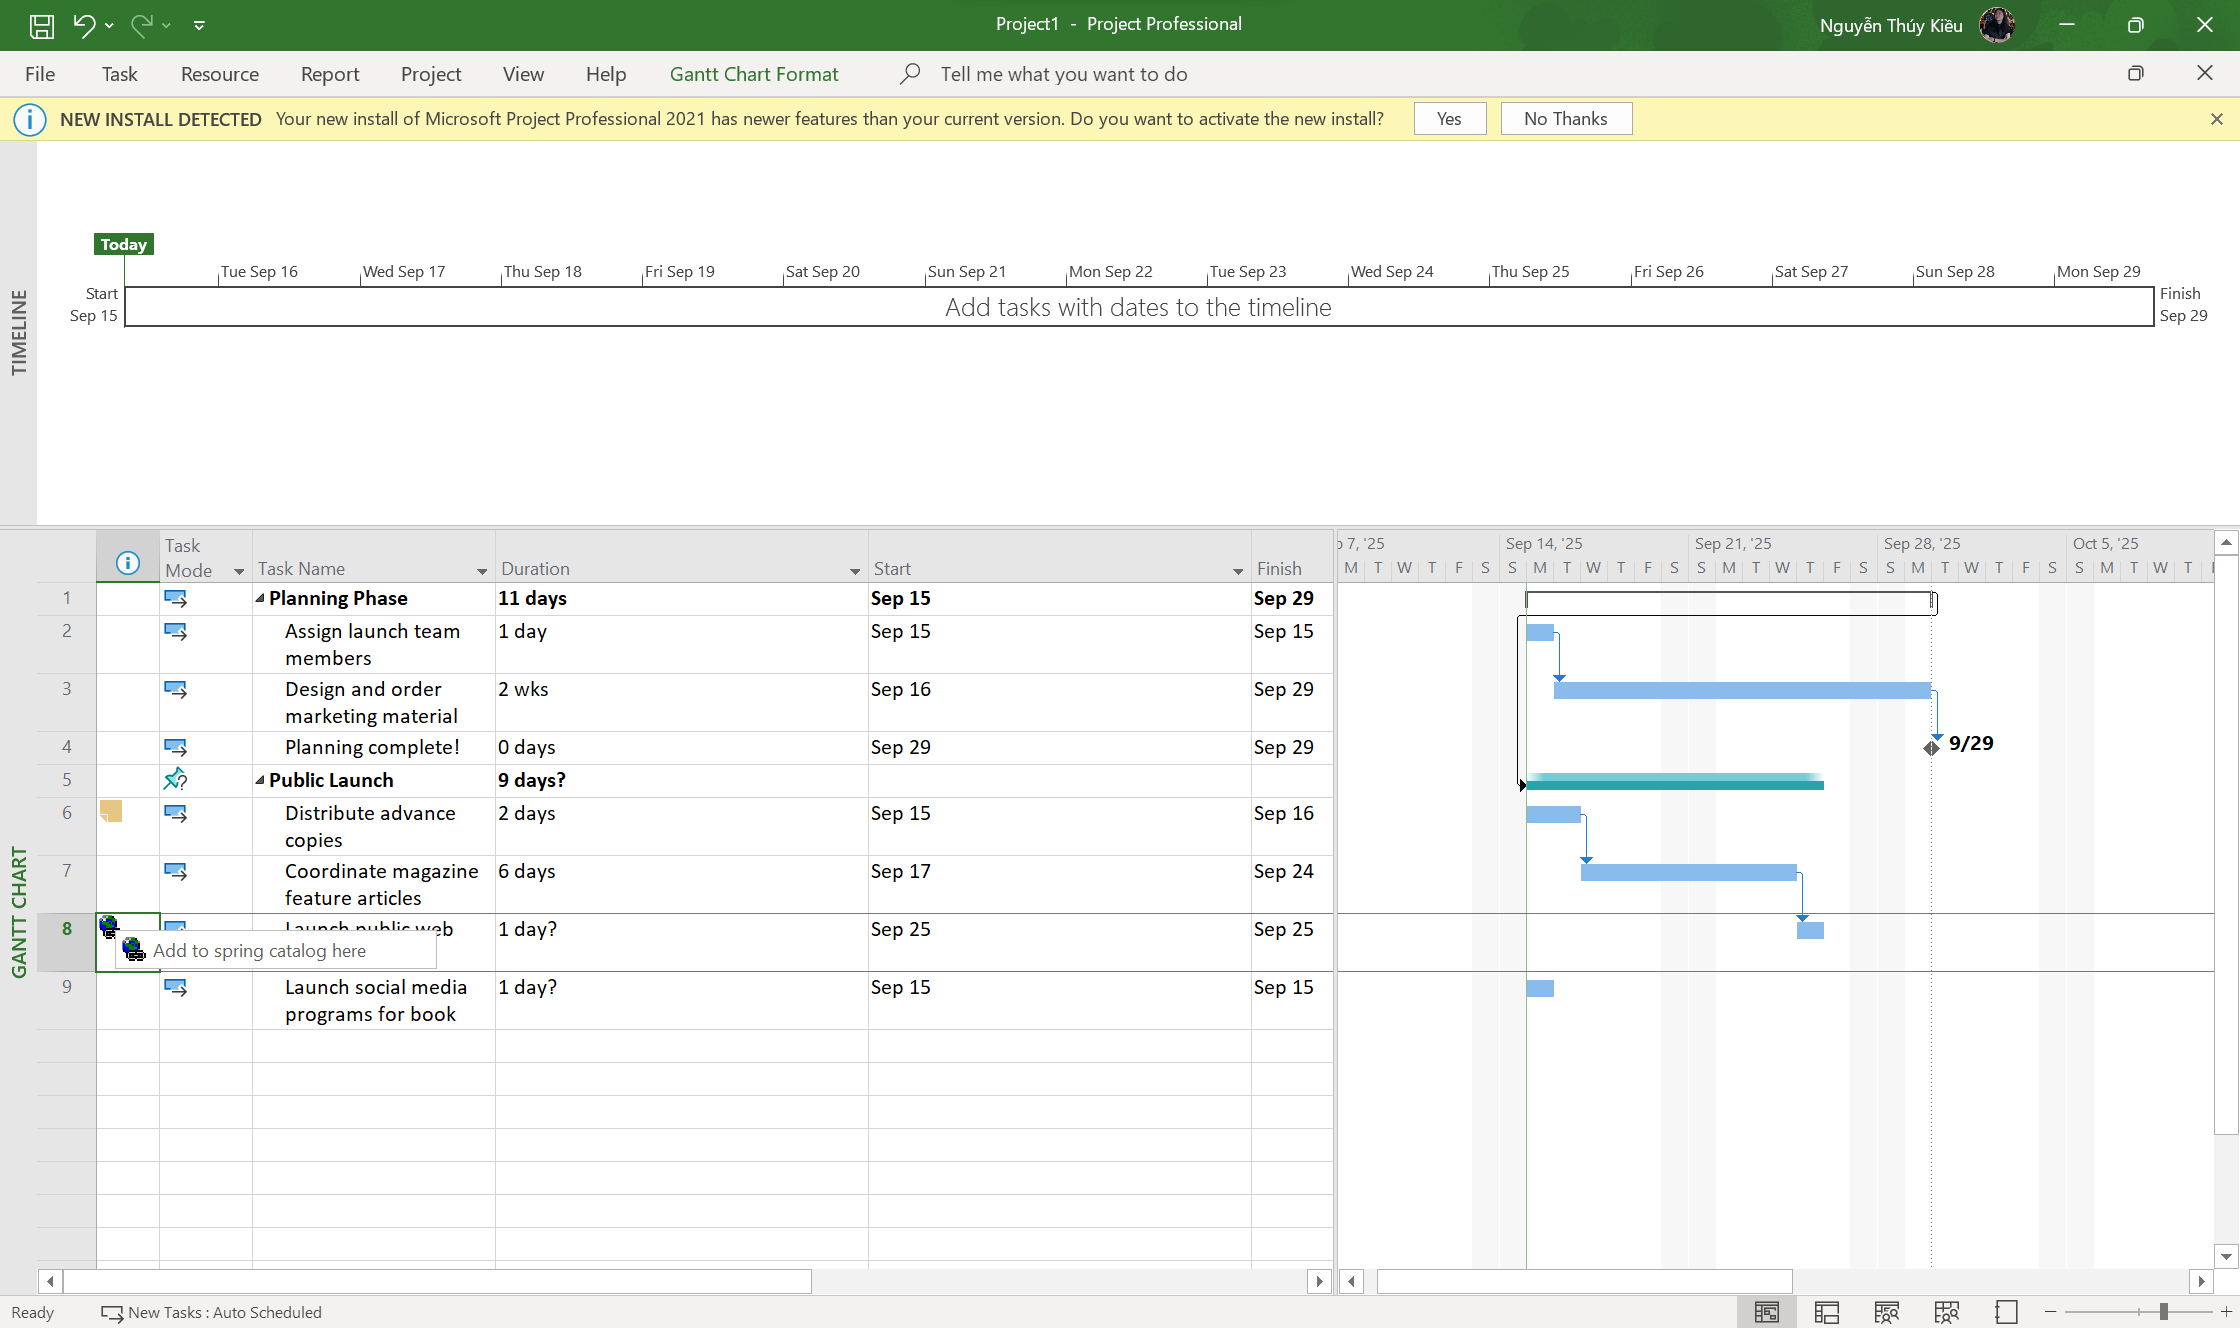 Project1 - Project Professional
Nguyễn Thúy Kiều
File Task Resource Report Project View Help Gantt Chart Format Tell me what you want to do
NEW INSTALL DETECTED Your new install of Microsoft Project Professional 2021 has newer features than your current version. Do you want to activate the new install? Yes No Thanks
TIMELINE
Today
Tue Sep 16 Wed Sep 17 Thu Sep 18 Fri Sep 19 Sat Sep 20 Sun Sep 21 Mon Sep 22 Tue Sep 23 Wed Sep 24 Thu Sep 25 Fri Sep 26 Sat Sep 27 Sun Sep 28 Mon Sep 29
Start
Sep 15
Add tasks with dates to the timeline
Finish
Sep 29
GANTT CHART
Task
Mode Task Name Duration Start Finish
7, '25 Sep 14, '25 Sep 21, '25 Sep 28, '25 Oct 5, '25
M T W T F S S M T W T F S S M T W T F S S M T W T F S S M T W T
1 Planning Phase 11 days Sep 15 Sep 29
2 Assign launch team 1 day Sep 15 Sep 15
members
3 Design and order 2 wks Sep 16 Sep 29
marketing material
4 Planning complete! 0 days Sep 29 Sep 29
9/29
5 Public Launch 9 days?
6 Distribute advance 2 days Sep 15 Sep 16
copies
7 Coordinate magazine 6 days Sep 17 Sep 24
feature articles
8 Launch public web 1 day? Sep 25 Sep 25
Add to spring catalog here
9 Launch social media 1 day? Sep 15 Sep 15
programs for book
Ready New Tasks : Auto Scheduled